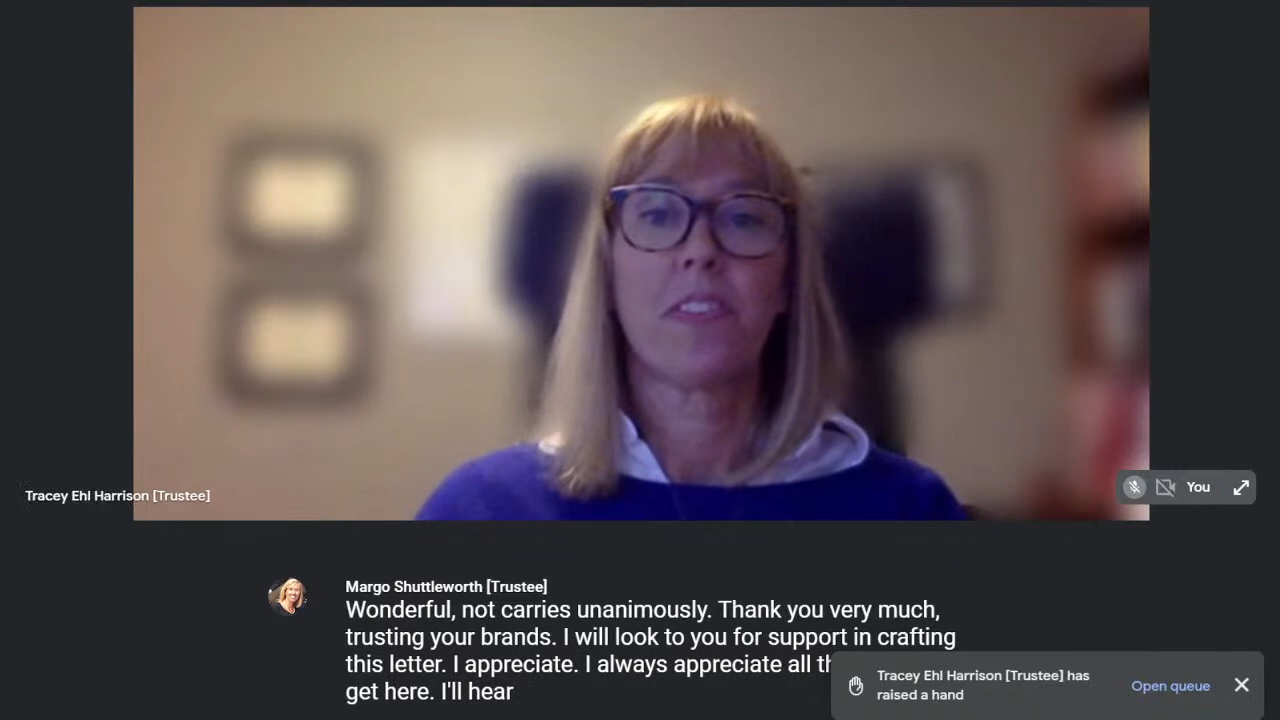 Tracey Ehl Harrison [Trustee]
You
Margo Shuttleworth [Trustee]
Wonderful, not carries unanimously. Thank you very much,
trusting your brands. I will look to you for support in crafting
this letter. I appreciate. I always appreciate all
get here. I'll hear
Tracey Ehl Harrison [Trustee] has
raised a hand
Open queue